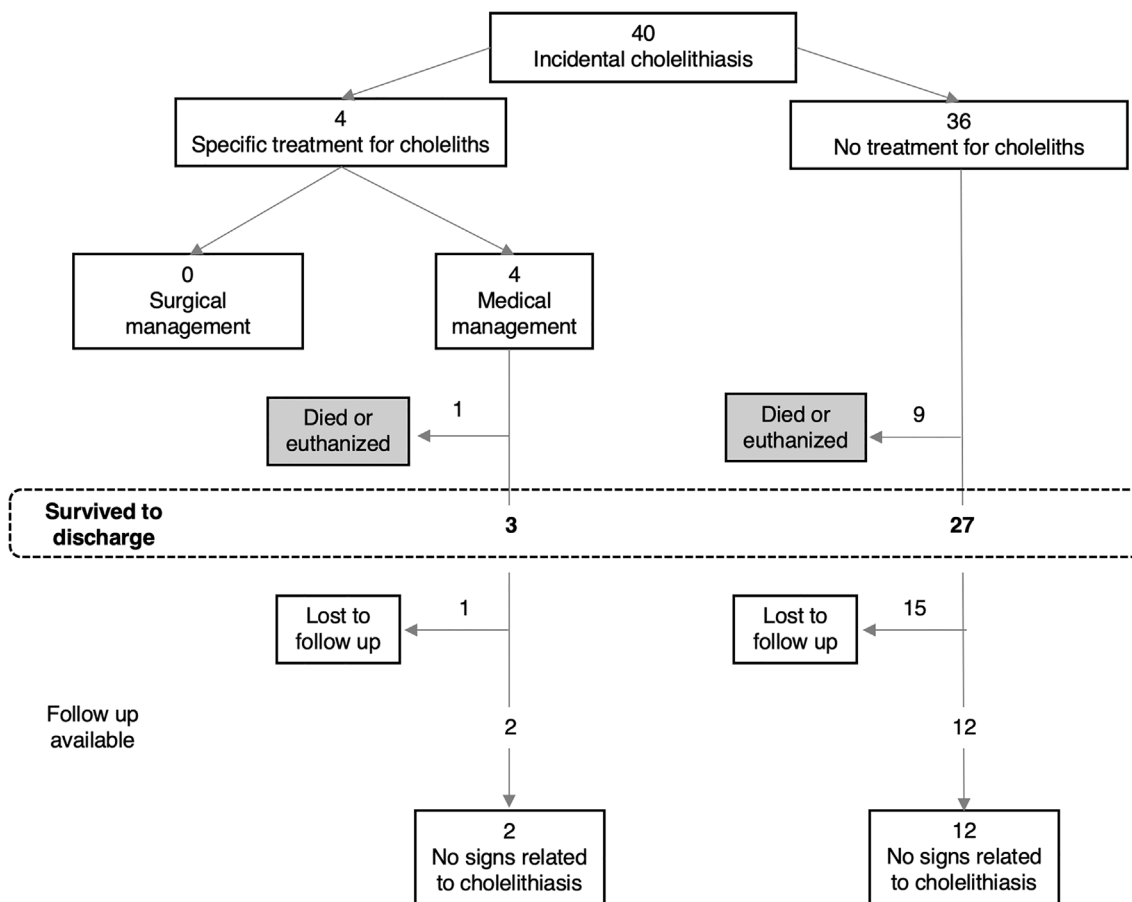 40
Incidental cholelithiasis
4
Specific treatment for choleliths
36
No treatment for choleliths
0
Surgical
management
4
Medical
management
Died or
euthanized
1
Died or
euthanized
9
Survived to
discharge
3
27
Lost to
follow up
1
Lost to
follow up
15
Follow up
available
2
12
2
No signs related
to cholelithiasis
12
No signs related
to cholelithiasis